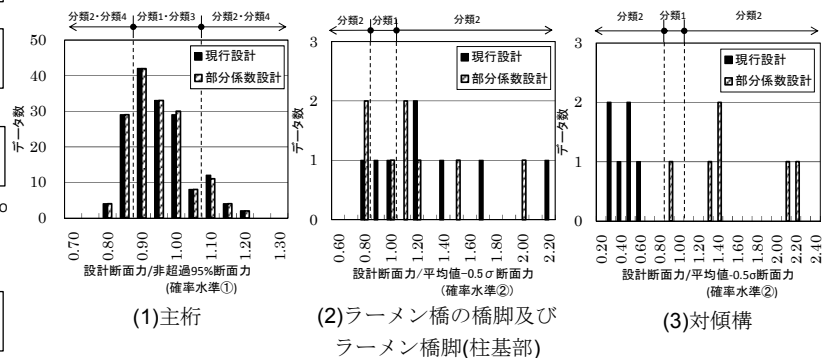 分類2・分類4 分類1・分類3 分類2・分類4
50
40
30
20
10
0
データ数
■現行設計
部分係数設計
0.70 0.80 0.90 1.00 1.10 1.20 1.30
設計断面力/非超過95%断面力
(確率水準①)
(1)主桁
分類2 分類1 分類2
3
2
1
0
データ数
■現行設計
部分係数設計
0.60 0.80 1.00 1.20 1.40 1.60 1.80 2.00 2.20
設計断面力/平均値-0.5σ断面力
(確率水準②)
(2)ラーメン橋の橋脚及び
ラーメン橋脚(柱基部)
分類2 分類1 分類2
3
2
1
0
データ数
■現行設計
部分係数設計
0.20 0.40 0.60 0.80 1.00 1.20 1.40 1.60 1.80 2.00 2.20 2.40
設計断面力/平均値-0.5σ断面力
(確率水準②)
(3)対傾構